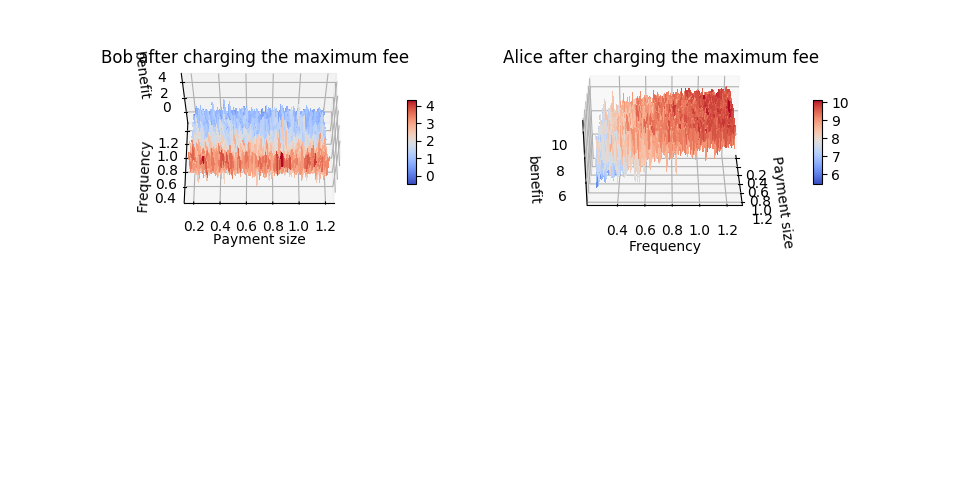 Bob after charging the maximum fee
benefit
4
2
0
Frequency
1.2
1.0
0.8
0.6
0.4
0.2 0.4 0.6 0.8 1.0 1.2
Payment size
4
3
2
1
0
Alice after charging the maximum fee
benefit
10
8
6
0.4 0.6 0.8 1.0 1.2
Frequency
0.2
0.4
0.6
0.8
1.0
1.2
Payment size
10
9
8
7
6